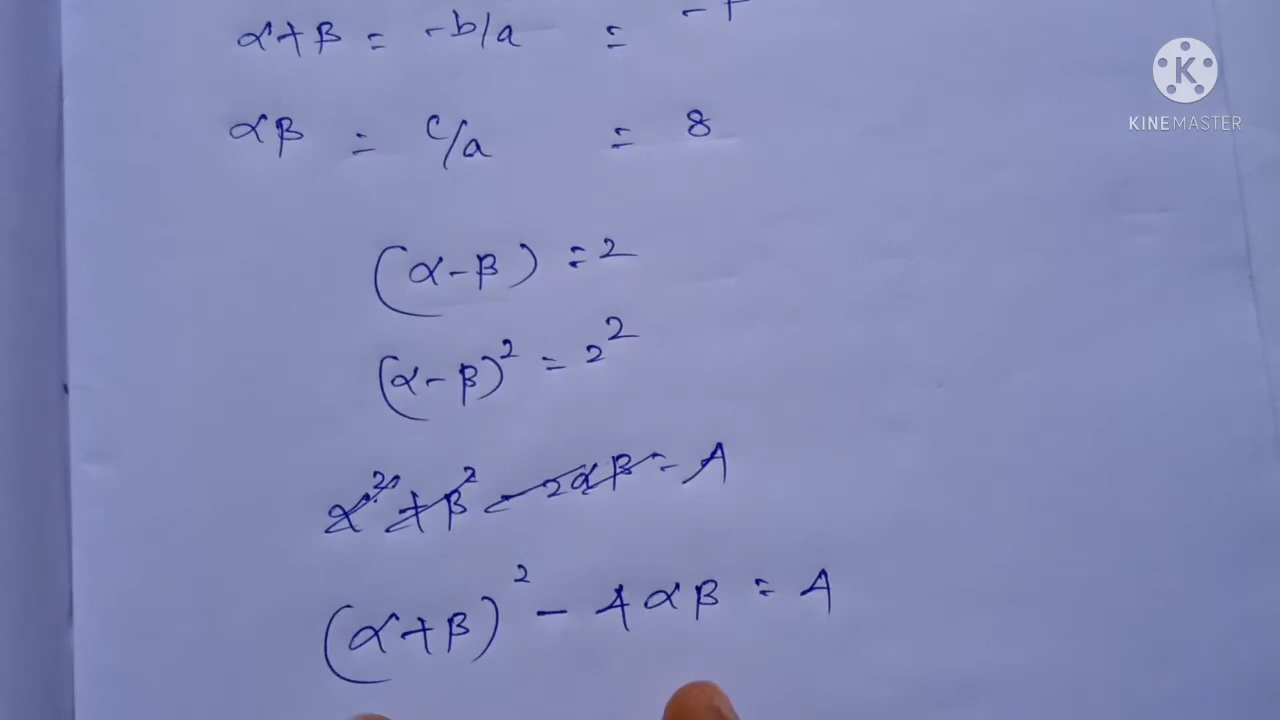 α+β = -b/a =
αβ = c/a = 8
(α-β) = 2
(α-β)² = 2²
α²+β²-2αβ = 4
(α+β)² - 4αβ = 4
K
KINEMASTER